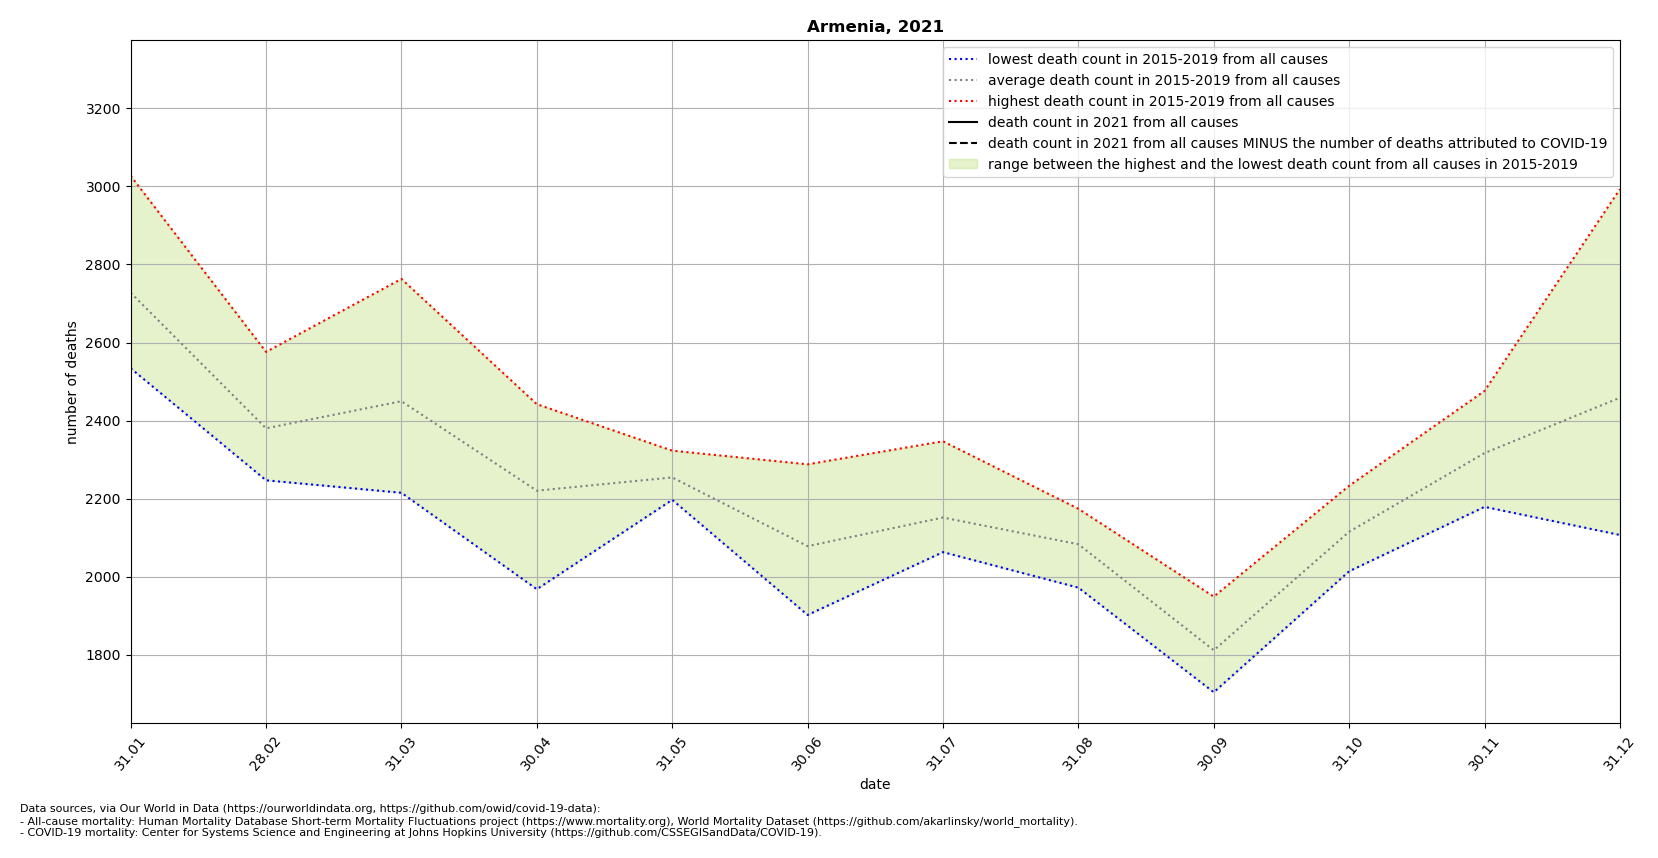 Armenia, 2021
lowest death count in 2015-2019 from all causes
average death count in 2015-2019 from all causes
highest death count in 2015-2019 from all causes
death count in 2021 from all causes
death count in 2021 from all causes MINUS the number of deaths attributed to COVID-19
range between the highest and the lowest death count from all causes in 2015-2019
number of deaths
3200
3000
2800
2600
2400
2200
2000
1800
31.01
28.02
31.03
30.04
31.05
30.06
31.07
31.08
30.09
31.10
30.11
31.12
date
Data sources, via Our World in Data (https://ourworldindata.org, https://github.com/owid/covid-19-data):
- All-cause mortality: Human Mortality Database Short-term Mortality Fluctuations project (https://www.mortality.org), World Mortality Dataset (https://github.com/akarlinsky/world_mortality).
- COVID-19 mortality: Center for Systems Science and Engineering at Johns Hopkins University (https://github.com/CSSEGISandData/COVID-19).